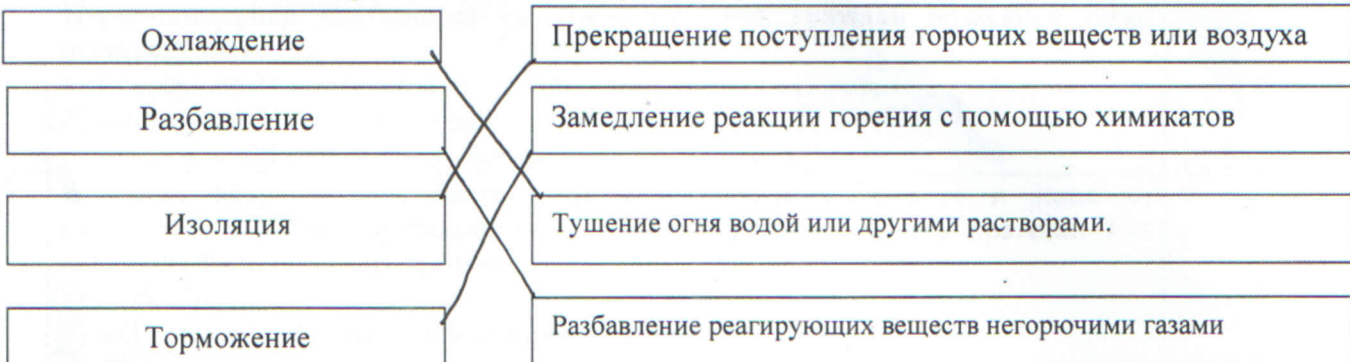 Охлаждение
Прекращение поступления горючих веществ или воздуха
Разбавление
Замедление реакции горения с помощью химикатов
Изоляция
Тушение огня водой или другими растворами.
Торможение
Разбавление реагирующих веществ негорючими газами